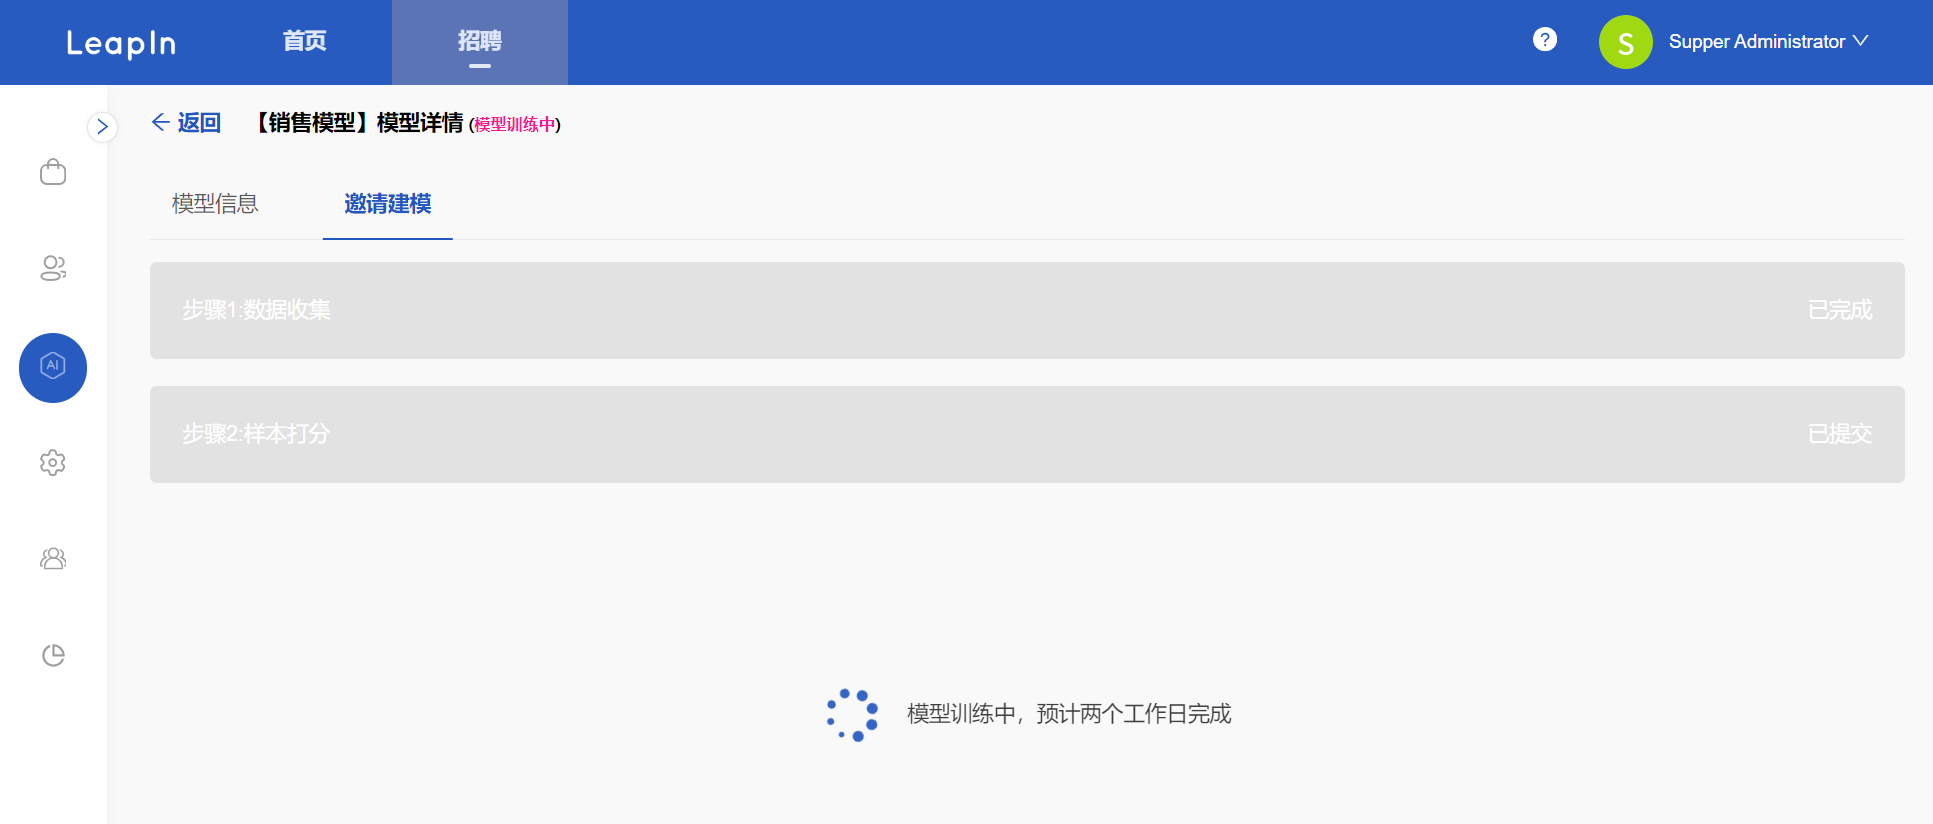 LeapIn
首页
招聘
?
S
Supper Administrator
返回
【销售模型】模型详情 (模型训练中)
模型信息
邀请建模
步骤1:数据收集
已完成
AI
步骤2:样本打分
已提交
模型训练中，预计两个工作日完成